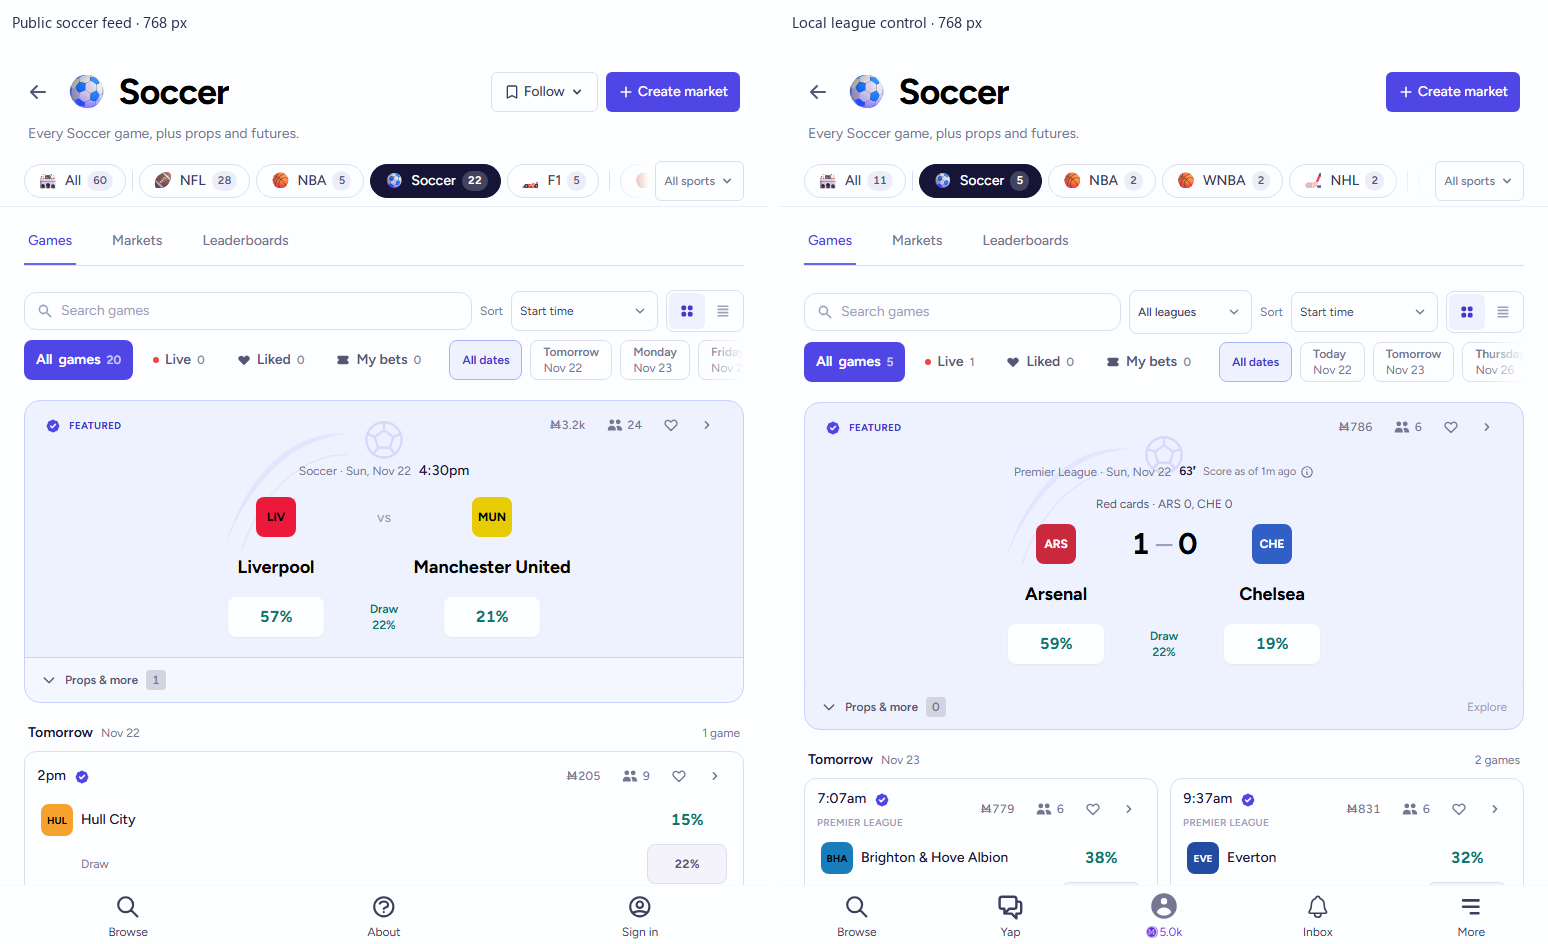 Public soccer feed · 768 px
Soccer
Follow
Create market
Every Soccer game, plus props and futures.
All 60
NFL 28
NBA 5
Soccer 22
F1 5
All sports
Games
Markets
Leaderboards
Search games
Sort
Start time
All games 20
Live 0
Liked 0
My bets 0
All dates
Tomorrow
Nov 22
Monday
Nov 23
Friday
Nov 2
FEATURED
M3.2k
24
Soccer · Sun, Nov 22 4:30pm
LIV
vs
MUN
Liverpool
Manchester United
57%
Draw
22%
21%
Props & more 1
Tomorrow Nov 22
1 game
2pm
M205
9
HUL
Hull City
15%
Draw
22%
Browse
About
Sign in
Local league control · 768 px
Soccer
Create market
Every Soccer game, plus props and futures.
All 11
Soccer 5
NBA 2
WNBA 2
NHL 2
All sports
Games
Markets
Leaderboards
Search games
All leagues
Sort
Start time
All games 5
Live 1
Liked 0
My bets 0
All dates
Today
Nov 22
Tomorrow
Nov 23
Thursda
Nov 26
FEATURED
M786
6
Premier League · Sun, Nov 22 63’ Score as of 1m ago
Red cards · ARS 0, CHE 0
ARS
1 — 0
CHE
Arsenal
Chelsea
59%
Draw
22%
19%
Props & more 0
Explore
Tomorrow Nov 23
2 games
7:07am
PREMIER LEAGUE
M779
6
BHA
Brighton & Hove Albion
38%
9:37am
PREMIER LEAGUE
M831
6
EVE
Everton
32%
Browse
Yap
M5.0k
Inbox
More